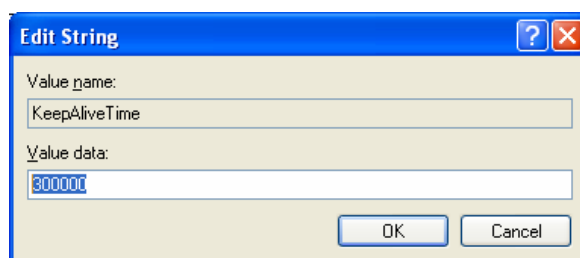 Edit String
Value name:
KeepAliveTime
Value data:
300000
OK Cancel